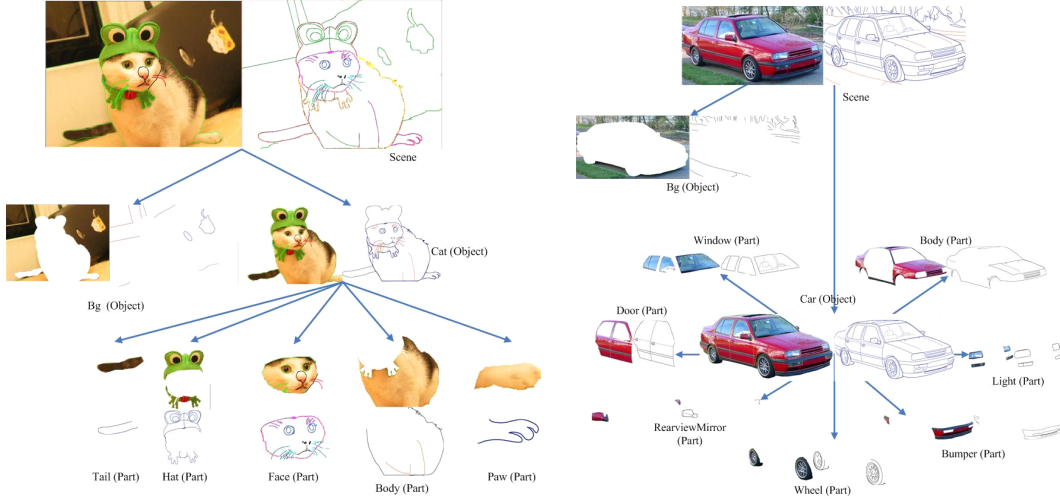 Scene
Scene
Bg (Object)
Window (Part)
Body (Part)
Cat (Object)
Bg (Object)
Car (Object)
Door (Part)
Light (Part)
RearviewMirror
(Part)
Bumper (Part)
Tail (Part)
Hat (Part)
Face (Part)
Body (Part)
Paw (Part)
Wheel (Part)